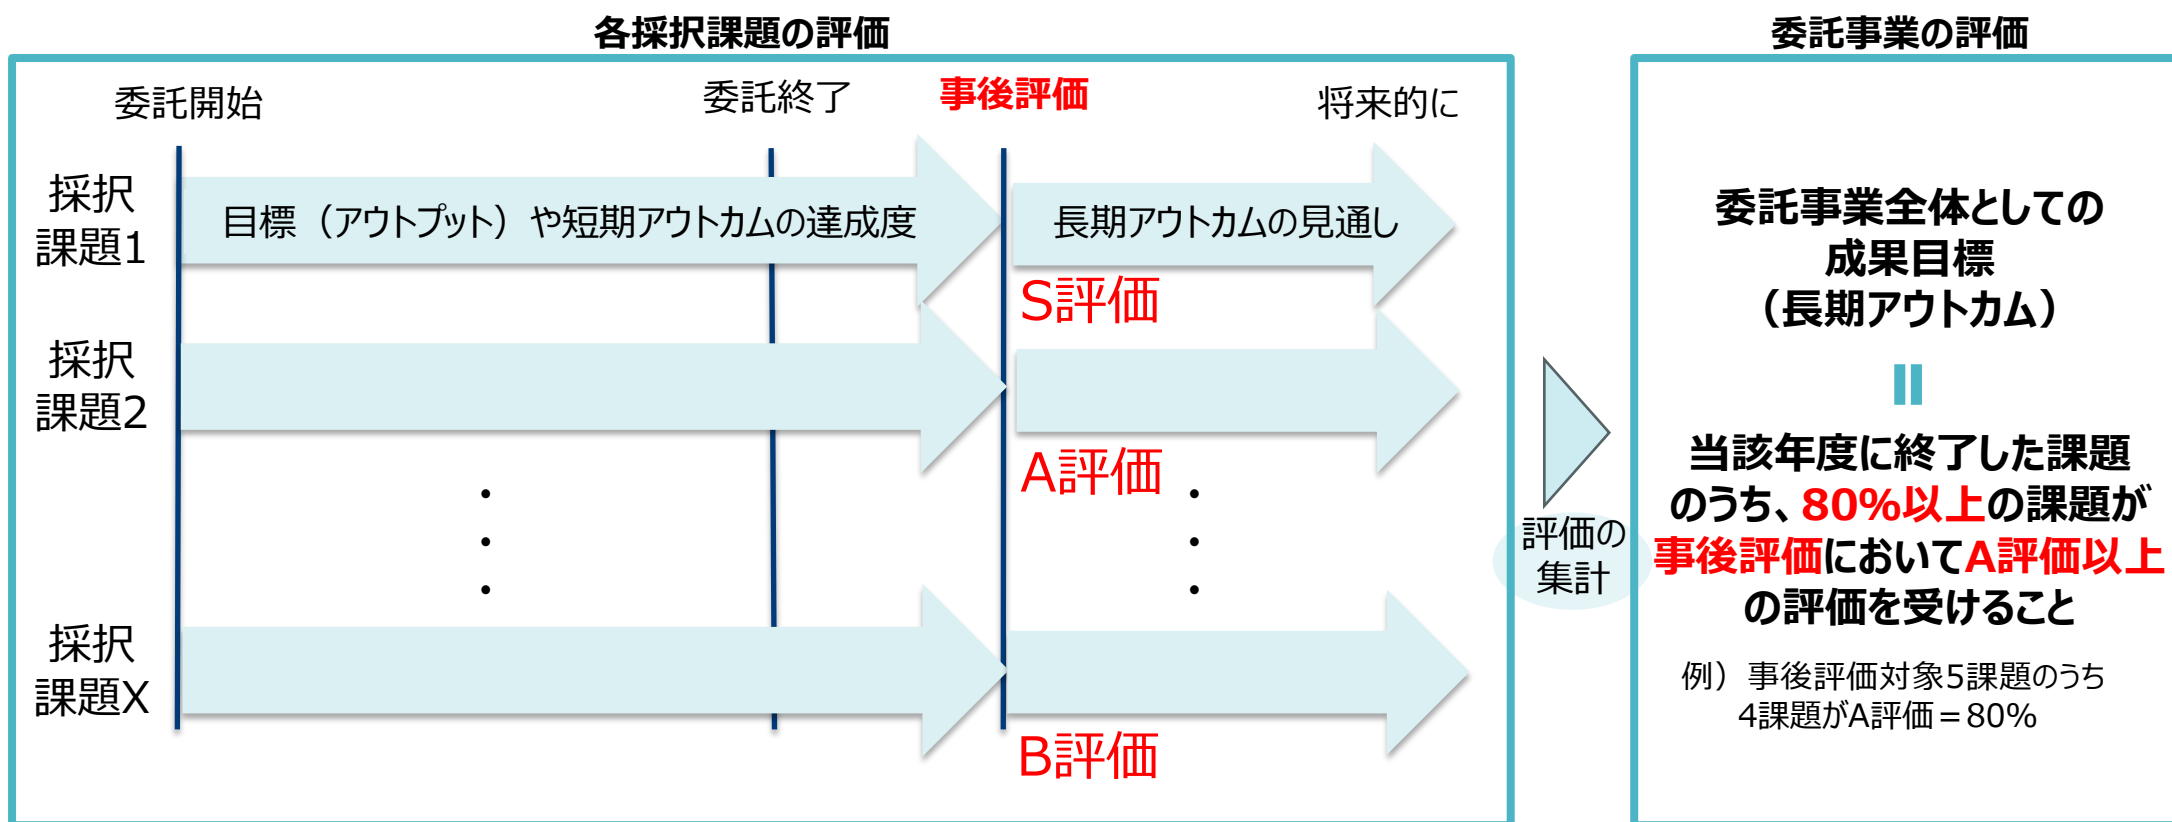 各採択課題の評価
委託開始
委託終了
事後評価
将来的に
採択
課題1
目標（アウトプット）や短期アウトカムの達成度
長期アウトカムの見通し
S評価
採択
課題2
A評価
・
・
・
・
・
・
採択
課題X
B評価
評価の
集計
委託事業の評価
委託事業全体としての
成果目標
（長期アウトカム）
＝
当該年度に終了した課題
のうち、80%以上の課題が
事後評価においてA評価以上
の評価を受けること
例）事後評価対象5課題のうち
4課題がA評価＝80%